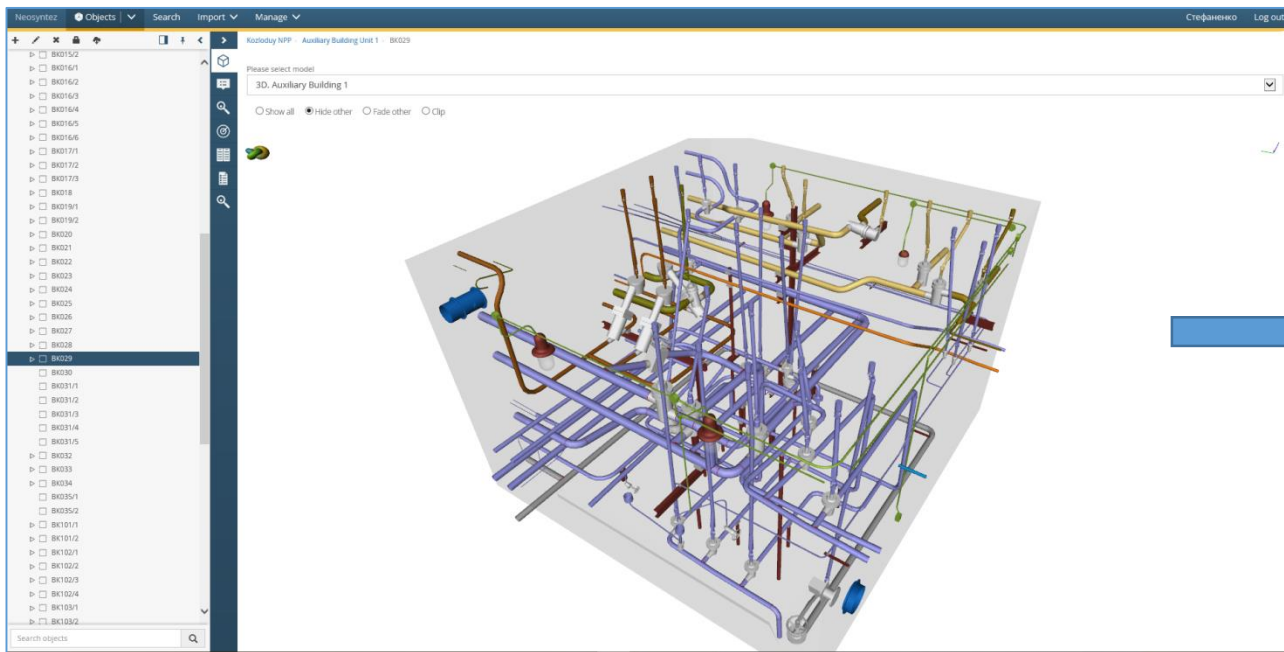 Neosyntez Objects Search Import Manage Стефаненко Log out
Kozloduy NPP - Auxiliary Building Unit 1 - BK029
Please select model
3D, Auxiliary Building 1
Show all Hide other Fade other Clip
BK015/2
BK016/1
BK016/2
BK016/3
BK016/4
BK016/5
BK016/6
BK017/1
BK017/2
BK017/3
BK018
BK019/1
BK019/2
BK020
BK021
BK022
BK023
BK024
BK025
BK026
BK027
BK028
BK029
BK030
BK031/1
BK031/2
BK031/3
BK031/4
BK031/5
BK032
BK033
BK034
BK035/1
BK035/2
BK101/1
BK101/2
BK102/1
BK102/2
BK102/3
BK102/4
BK103/1
BK103/2
Search objects